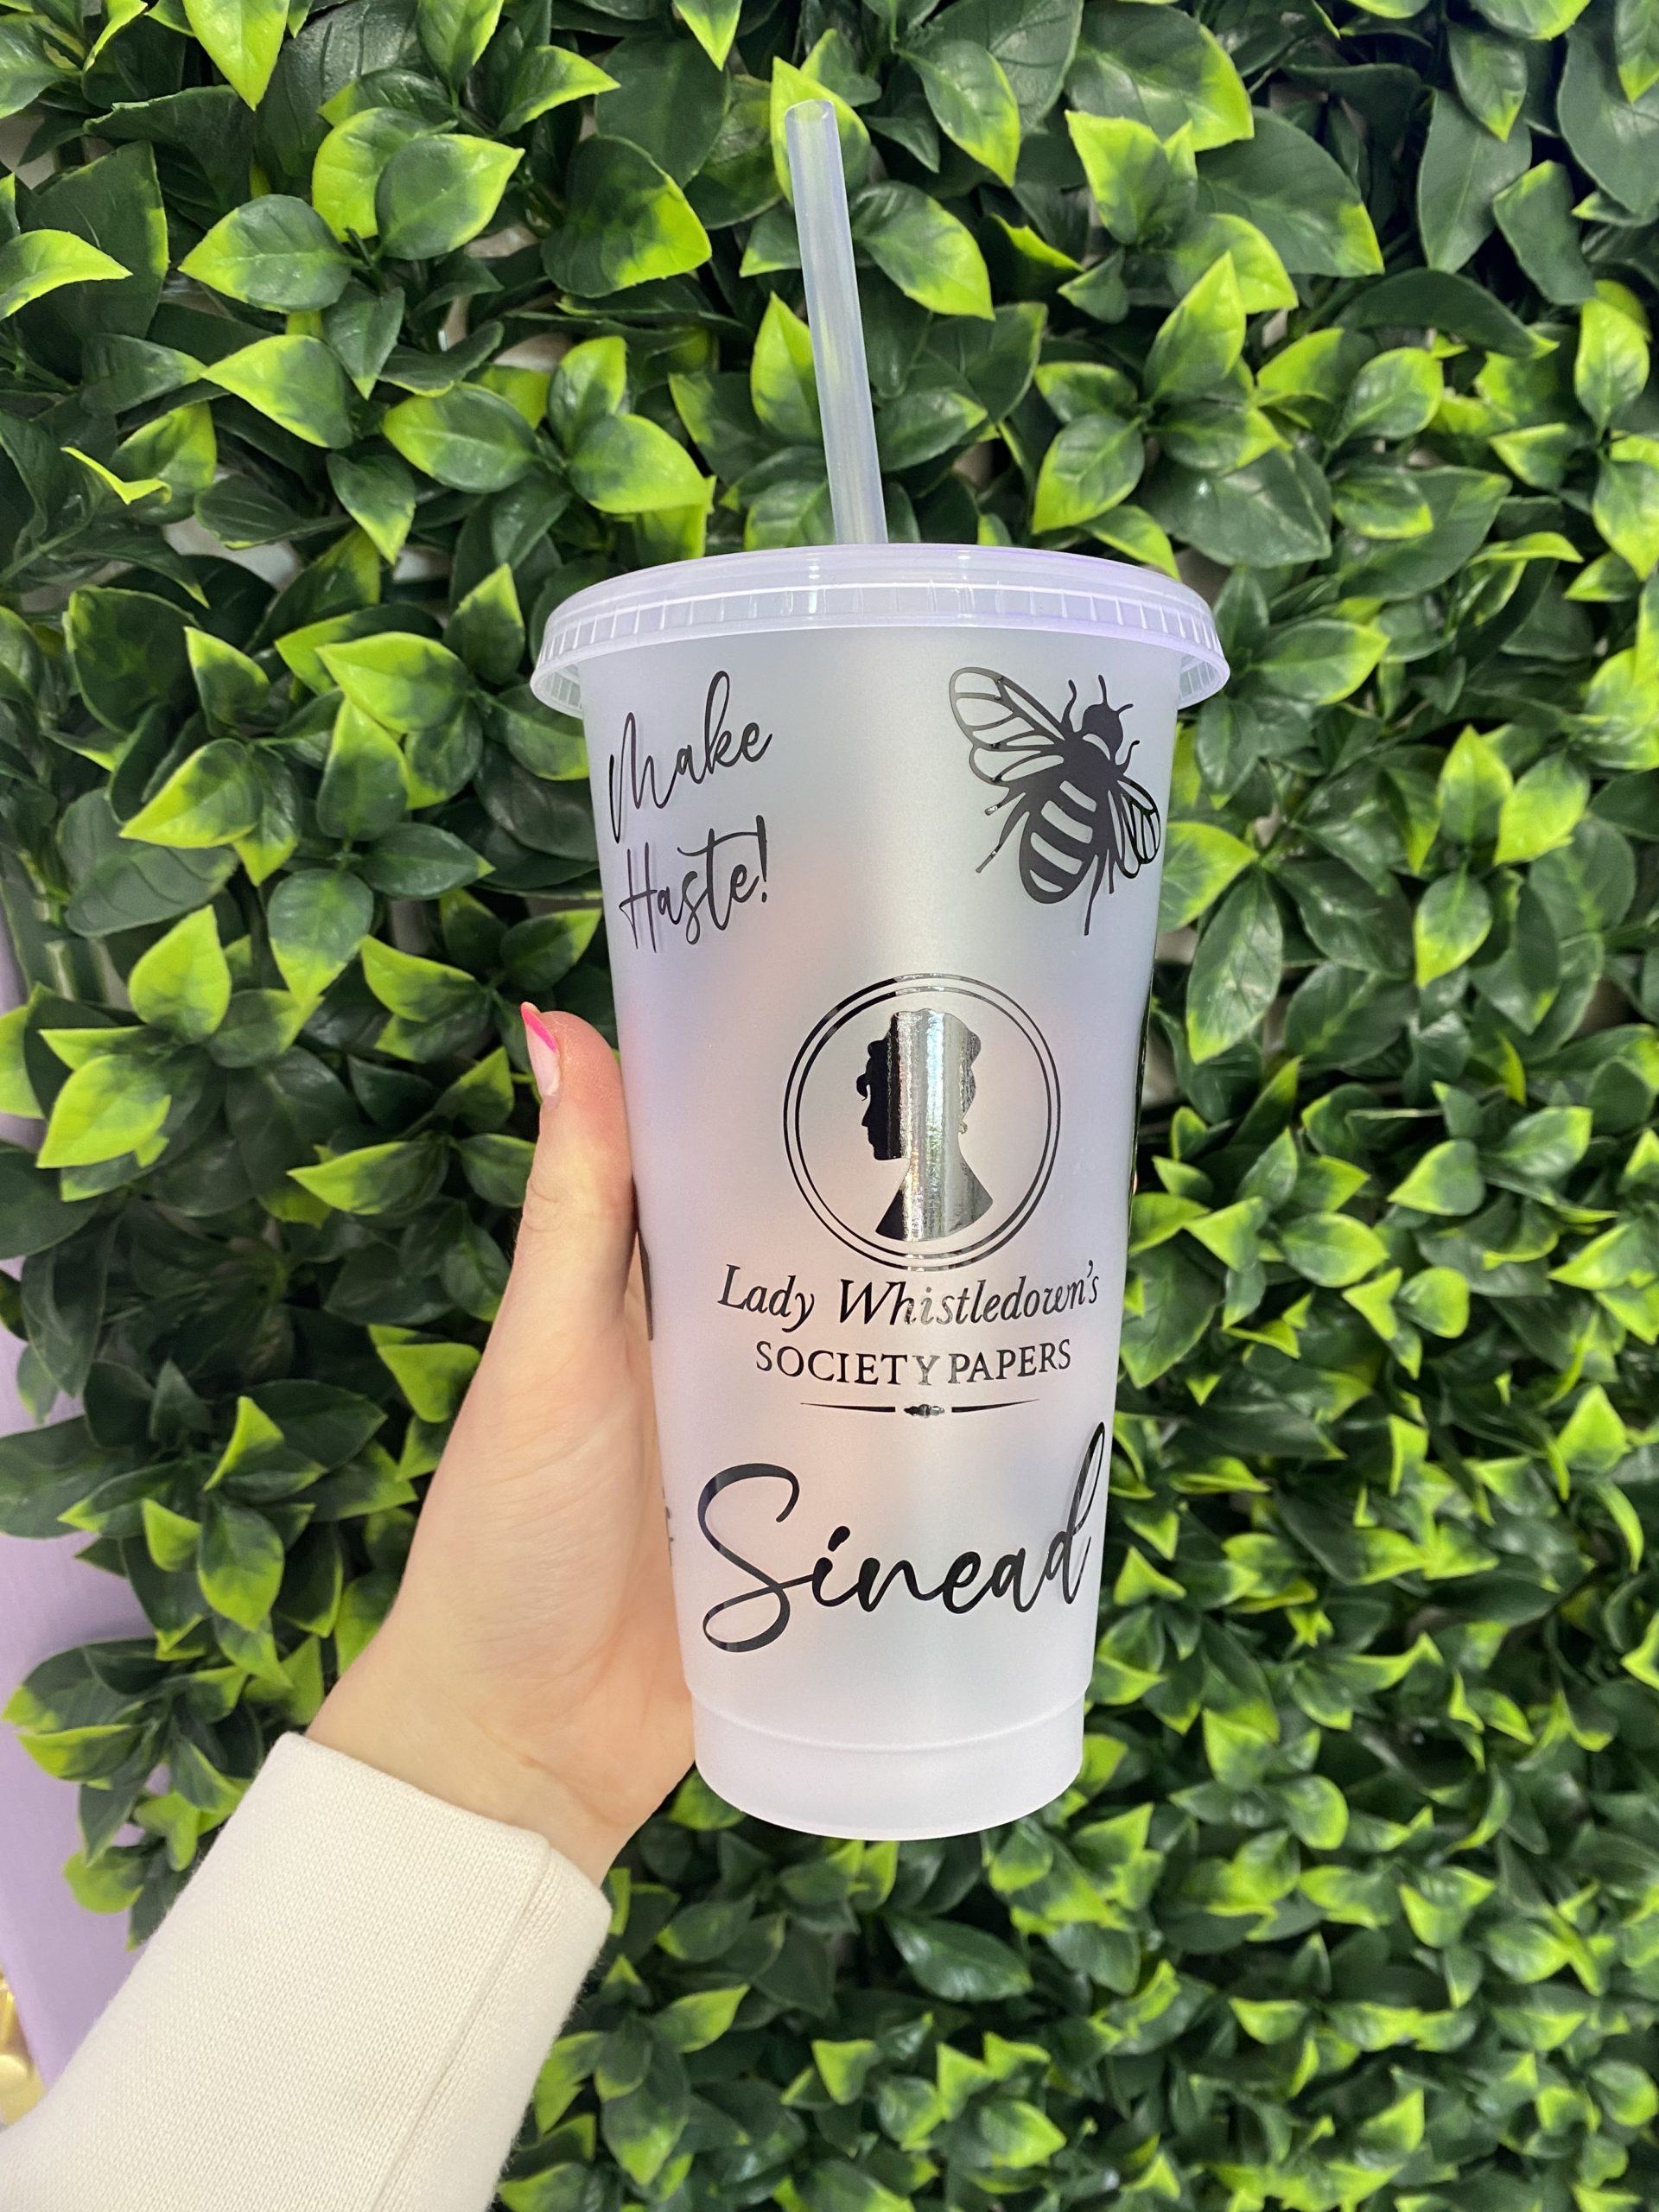 Make
Haste!
Lady Whistledown's
SOCIETY PAPERS
Sinead